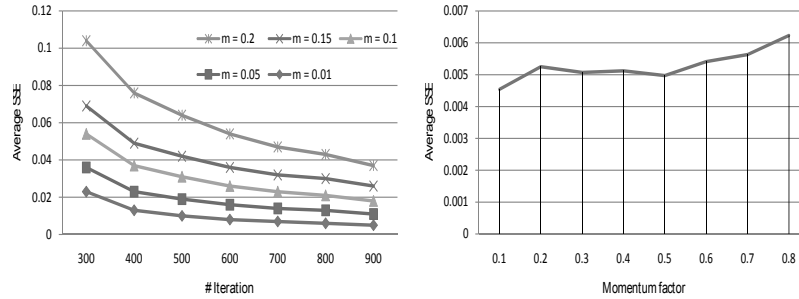 0.12
0.1
0.08
0.06
0.04
0.02
0
Average SSE
m = 0.2 m = 0.15 m = 0.1
m = 0.05 m = 0.01
300 400 500 600 700 800 900
# Iteration
0.007
0.006
0.005
0.004
0.003
0.002
0.001
0
Average SSE
0.1 0.2 0.3 0.4 0.5 0.6 0.7 0.8
Momentum factor